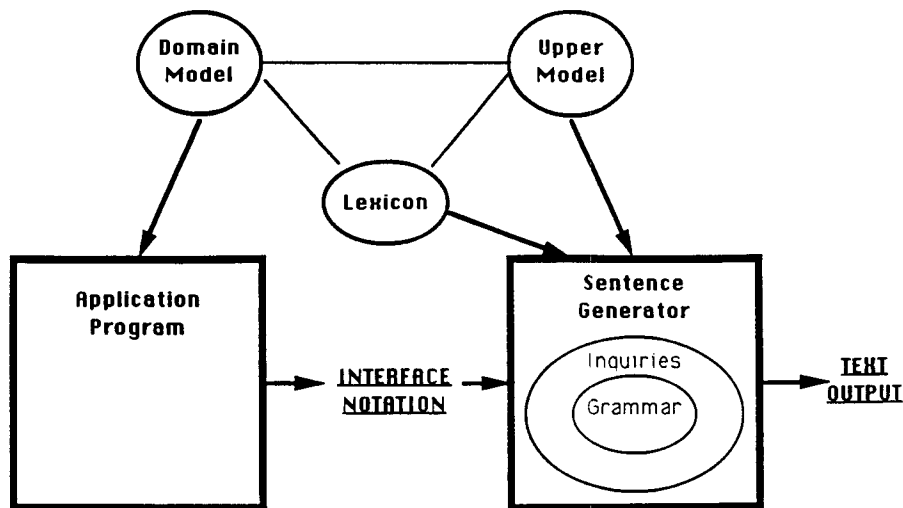 Domain
Model
Upper
Model
Lexicon
Application
Program
Sentence
Generator
Inquiries
Grammar
INTERFACE
NOTATION
TEXT
OUTPUT